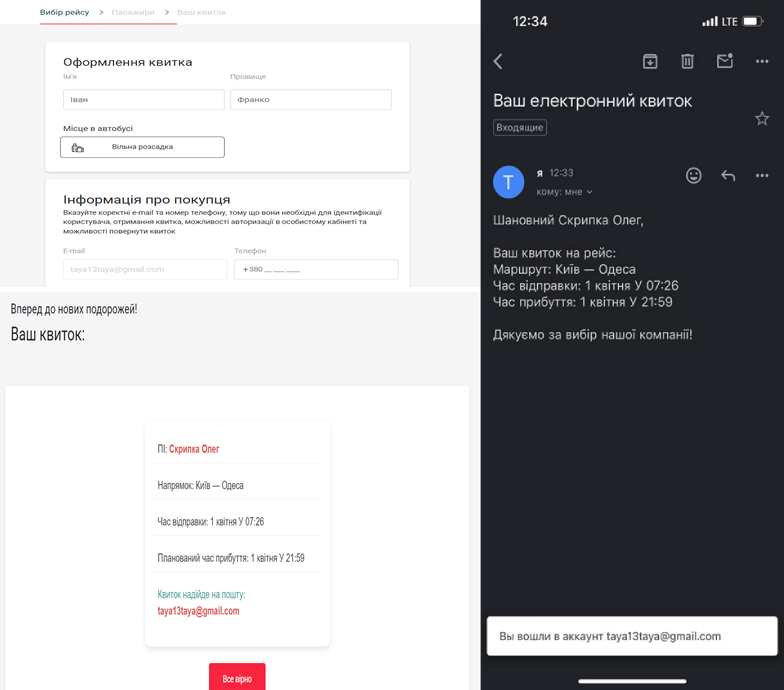 Вибір рейсу > Пасажири > Ваш квиток
Оформлення квитка
Ім'я Прізвище
Іван Франко
Місце в автобусі
Вільна розсадка
Інформація про покупця
Вказуйте коректні e-mail та номер телефону, тому що вони необхідні для ідентифікації
користувача, отримання квитка, можливості авторизації в особистому кабінеті та
можливості повернути квиток
E-mail Телефон
taya13taya@gmail.com +380 __ ___ ____
Вперед до нових подорожей!
Ваш квиток:
ПІ: Скрипка Олег
Напрямок: Київ — Одеса
Час відправки: 1 квітня У 07:26
Планований час прибуття: 1 квітня У 21:59
Квиток надійде на пошту:
taya13taya@gmail.com
Все вірно
12:34 LTE
Ваш електронний квиток
Входящие
Т
я 12:33
кому: мне
Шановний Скрипка Олег,
Ваш квиток на рейс:
Маршрут: Київ — Одеса
Час відправки: 1 квітня У 07:26
Час прибуття: 1 квітня У 21:59
Дякуємо за вибір нашої компанії!
Вы вошли в аккаунт taya13taya@gmail.com